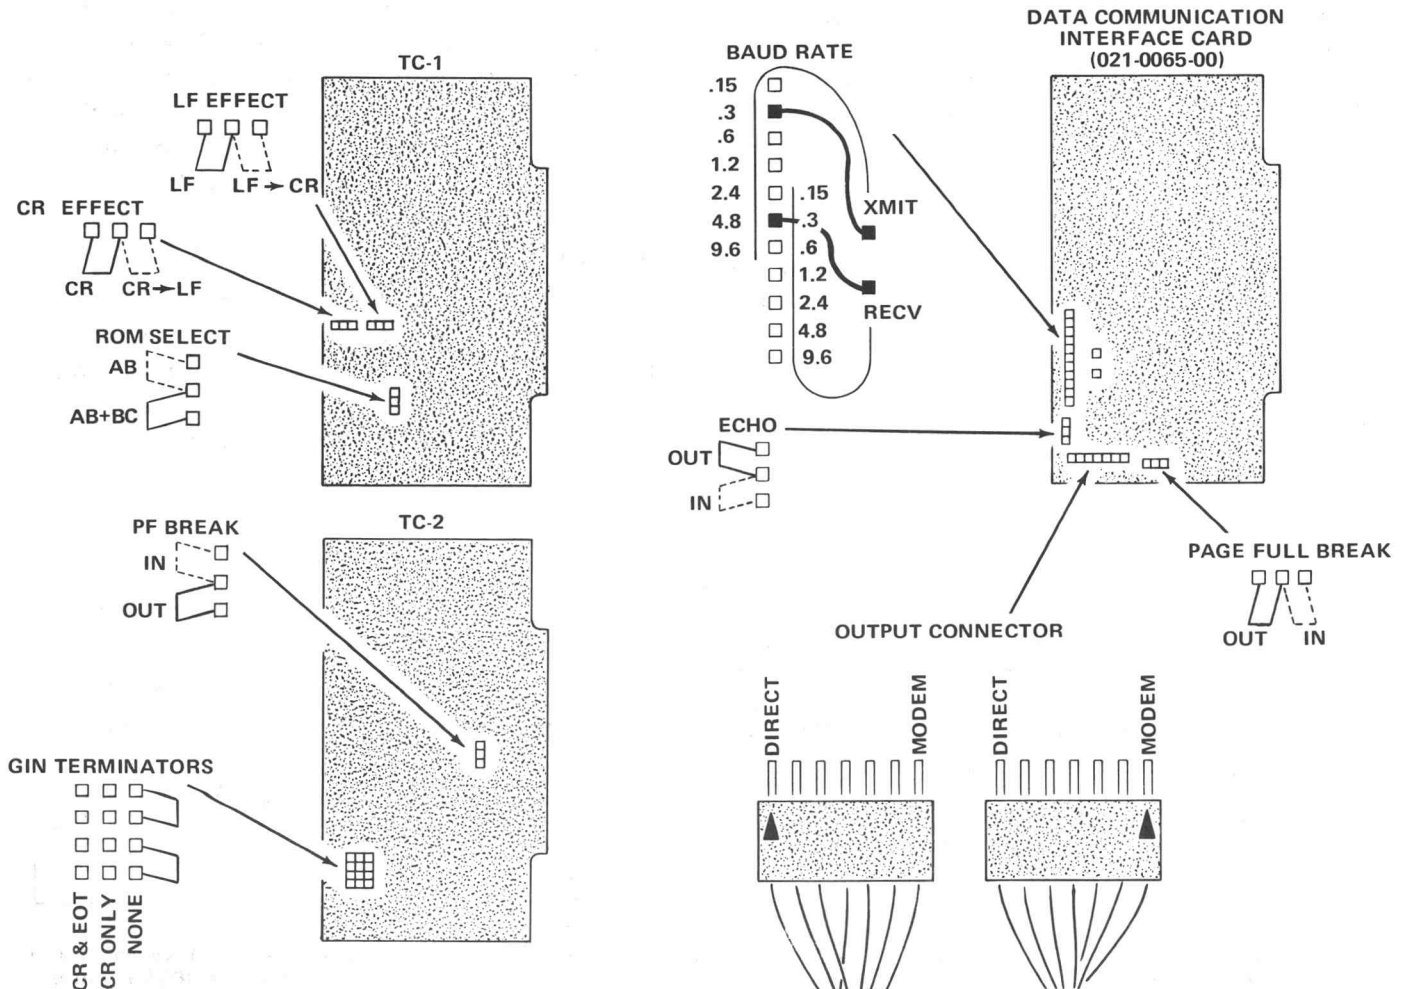 TC-1
LF EFFECT
LF LF → CR
CR EFFECT
CR CR → LF
ROM SELECT
AB
AB+BC
TC-2
PF BREAK
IN
OUT
GIN TERMINATORS
CR & EOT
CR ONLY
NONE
DATA COMMUNICATION
INTERFACE CARD
(021-0065-00)
BAUD RATE
.15
.3
.6
1.2
2.4
4.8
9.6
.15
.3
.6
1.2
2.4
4.8
9.6
XMIT
RECV
ECHO
OUT
IN
PAGE FULL BREAK
OUT IN
OUTPUT CONNECTOR
DIRECT
MODEM
DIRECT
MODEM